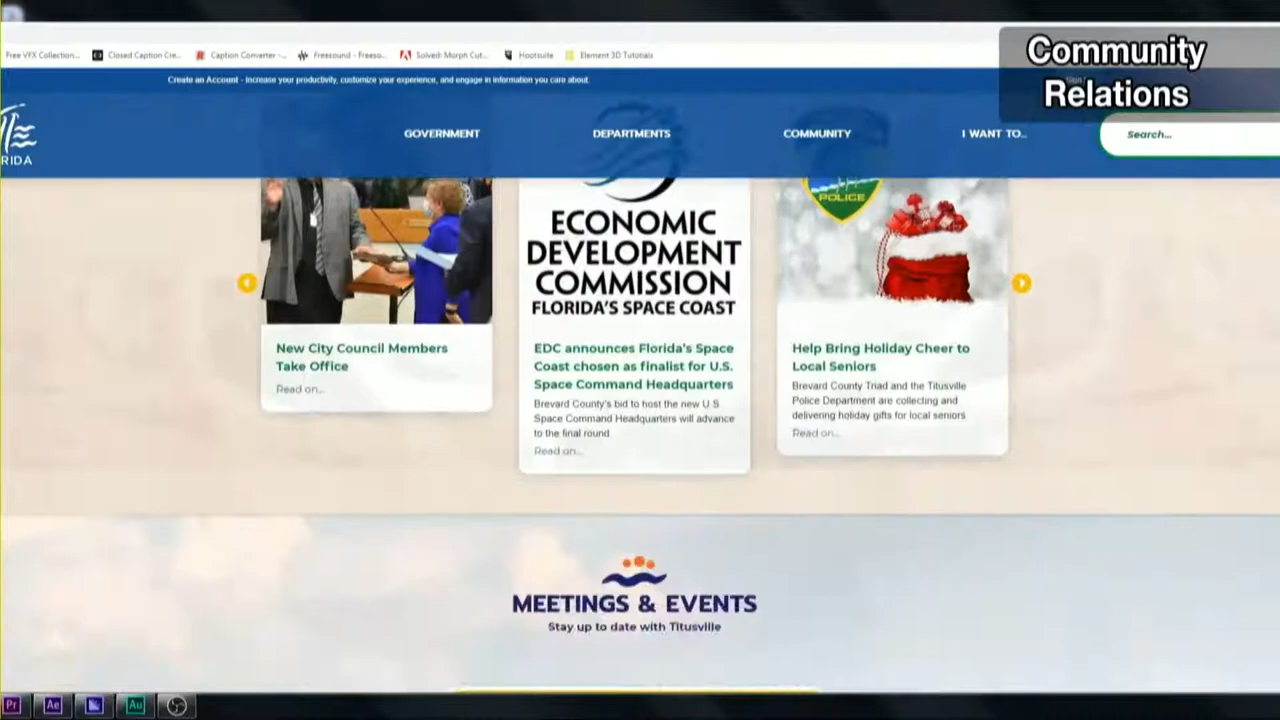 Free VFX Collection...
Closed Caption Cre...
Caption Converter -...
Freesound - Freeso...
Solved: Morph Cut...
Hootsuite
Element 3D Tutorials
Community
Relations
Create an Account - Increase your productivity, customize your experience, and engage in information you care about.
RIDA
GOVERNMENT
DEPARTMENTS
COMMUNITY
I WANT TO...
Search...
POLICE
ECONOMIC
DEVELOPMENT
COMMISSION
FLORIDA'S SPACE COAST
New City Council Members
Take Office
Read on...
EDC announces Florida's Space
Coast chosen as finalist for U.S.
Space Command Headquarters
Brevard County's bid to host the new U.S
Space Command Headquarters will advance
to the final round
Read on...
Help Bring Holiday Cheer to
Local Seniors
Brevard County Triad and the Titusville
Police Department are collecting and
delivering holiday gifts for local seniors
Read on...
MEETINGS & EVENTS
Stay up to date with Titusville
Pr
Ae
Au